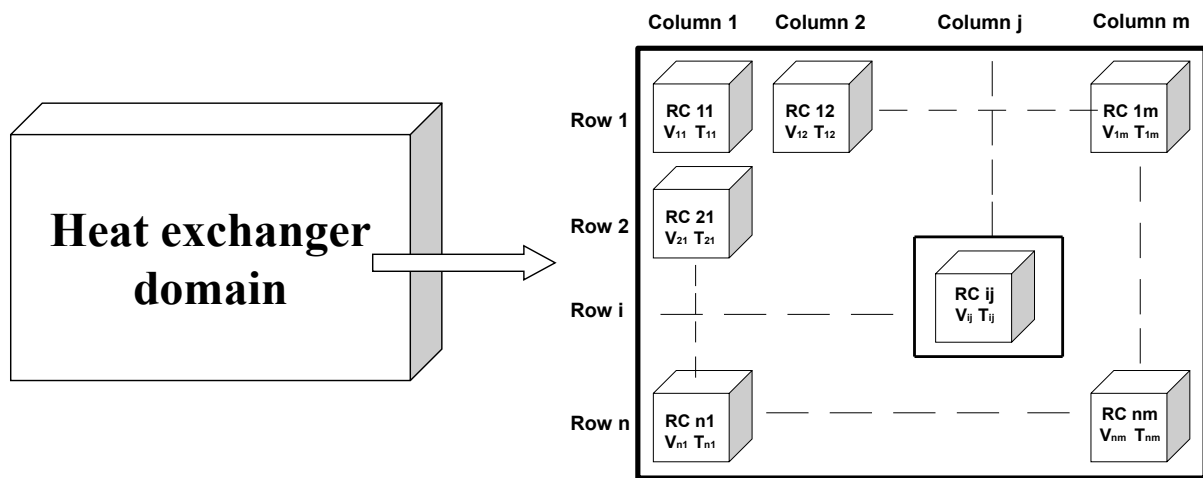 Column 1 Column 2 Column j Column m
Row 1
RC 11
V₁₁ T₁₁
RC 12
V₁₂ T₁₂
RC 1m
V₁ₘ T₁ₘ
Heat exchanger
domain
Row 2
RC 21
V₂₁ T₂₁
Row i
RC ij
Vᵢⱼ Tᵢⱼ
Row n
RC n1
Vₙ₁ Tₙ₁
RC nm
Vₙₘ Tₙₘ